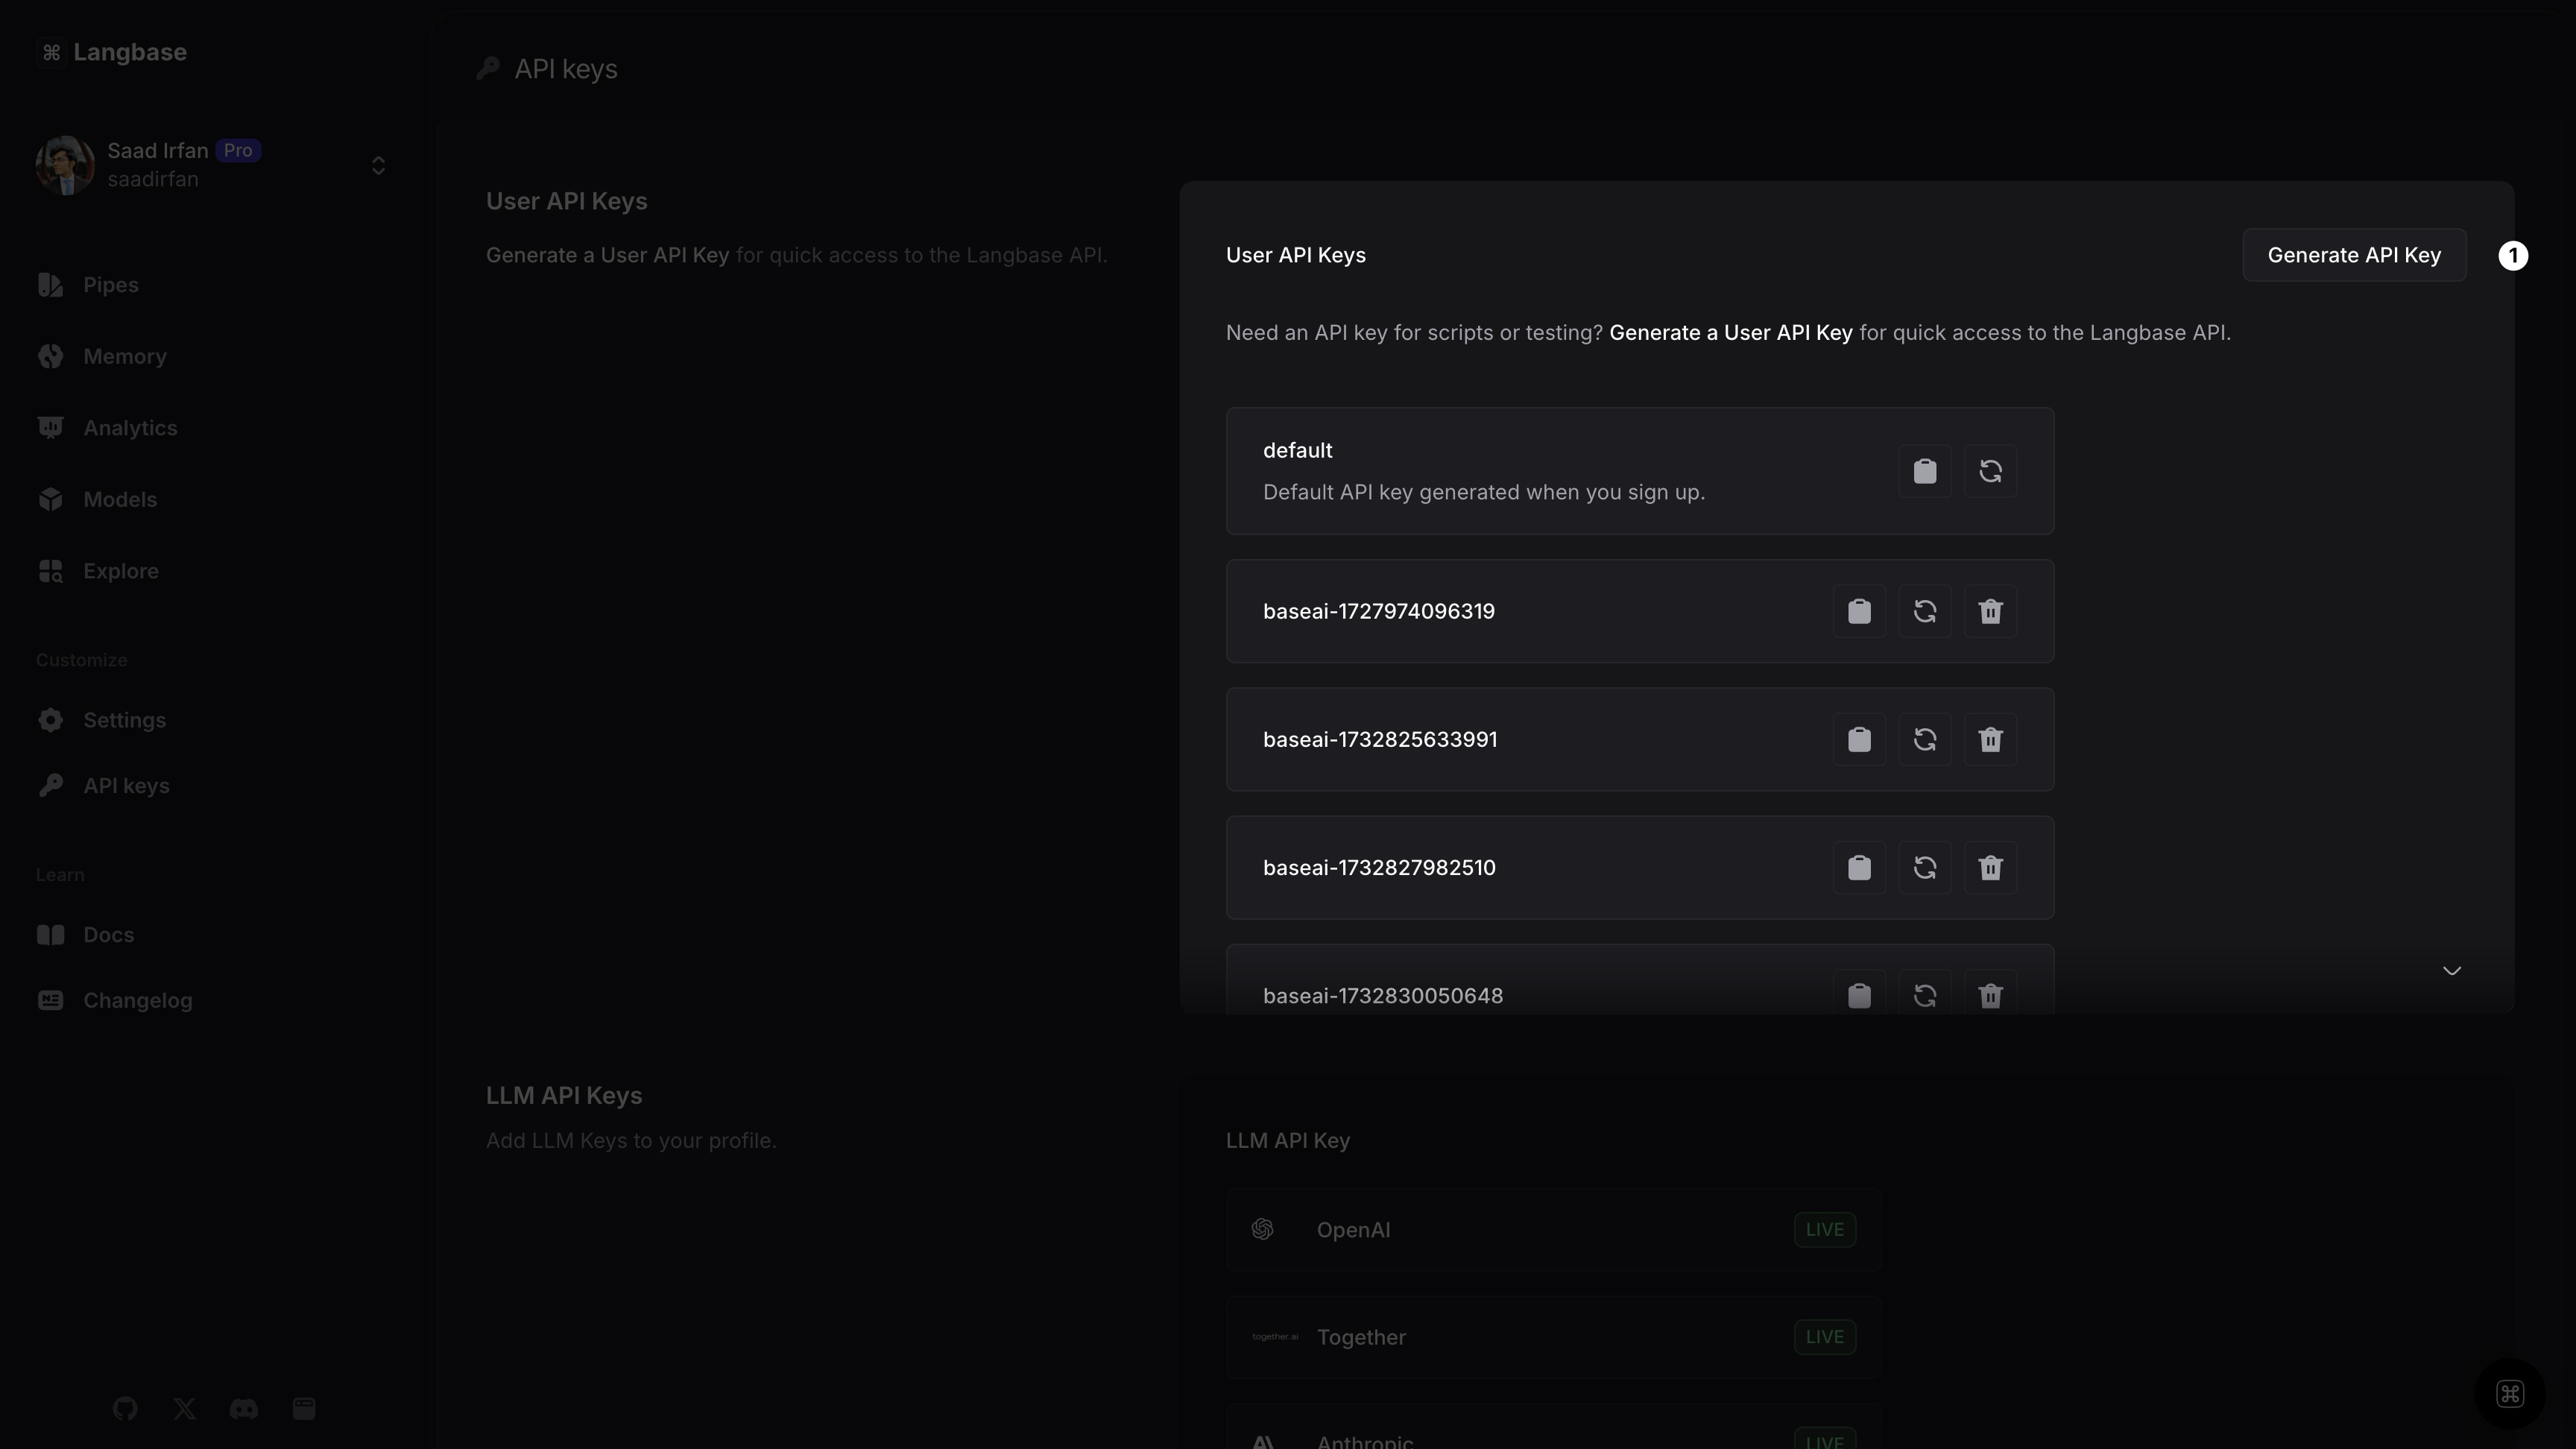 Langbase
Saad Irfan Pro
saadirfan
Pipes
Memory
Analytics
Models
Explore
Customize
Settings
API keys
Learn
Docs
Changelog
API keys
User API Keys
Generate a User API Key for quick access to the Langbase API.
User API Keys
Generate API Key
1
Need an API key for scripts or testing? Generate a User API Key for quick access to the Langbase API.
default
Default API key generated when you sign up.
baseai-1727974096319
baseai-1732825633991
baseai-1732827982510
baseai-1732830050648
LLM API Keys
Add LLM Keys to your profile.
LLM API Key
OpenAI LIVE
together.ai Together LIVE
Anthropic LIVE